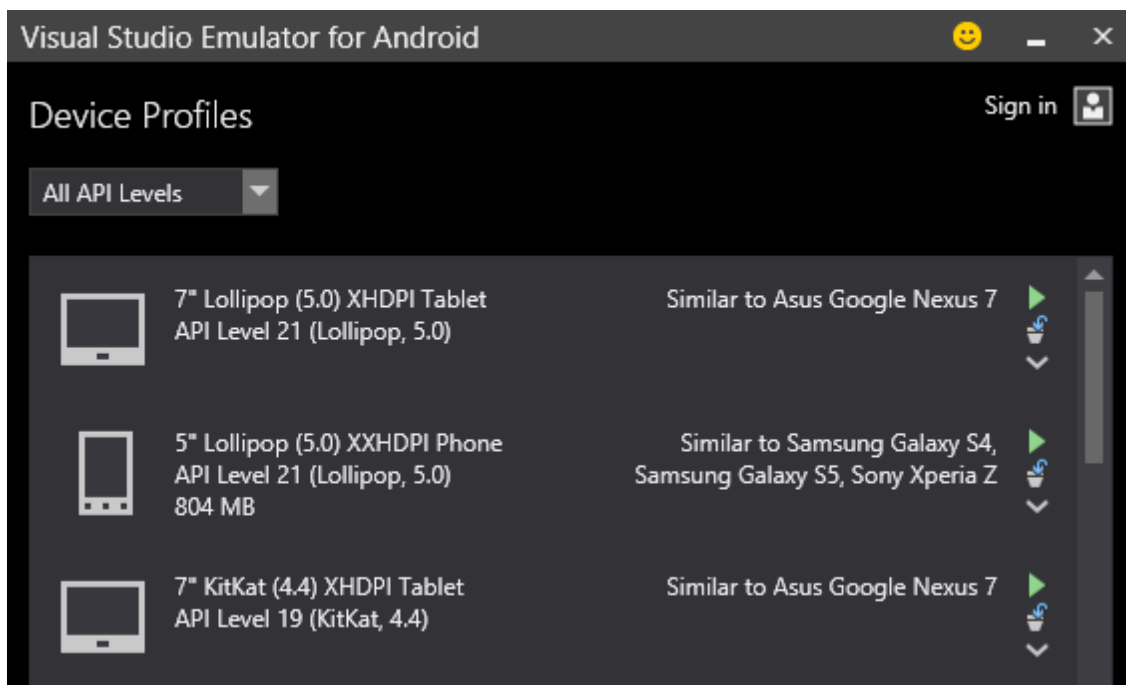 Visual Studio Emulator for Android
Device Profiles
Sign in
All API Levels
7" Lollipop (5.0) XHDPI Tablet
API Level 21 (Lollipop, 5.0)
Similar to Asus Google Nexus 7
5" Lollipop (5.0) XXHDPI Phone
API Level 21 (Lollipop, 5.0)
804 MB
Similar to Samsung Galaxy S4,
Samsung Galaxy S5, Sony Xperia Z
7" KitKat (4.4) XHDPI Tablet
API Level 19 (KitKat, 4.4)
Similar to Asus Google Nexus 7